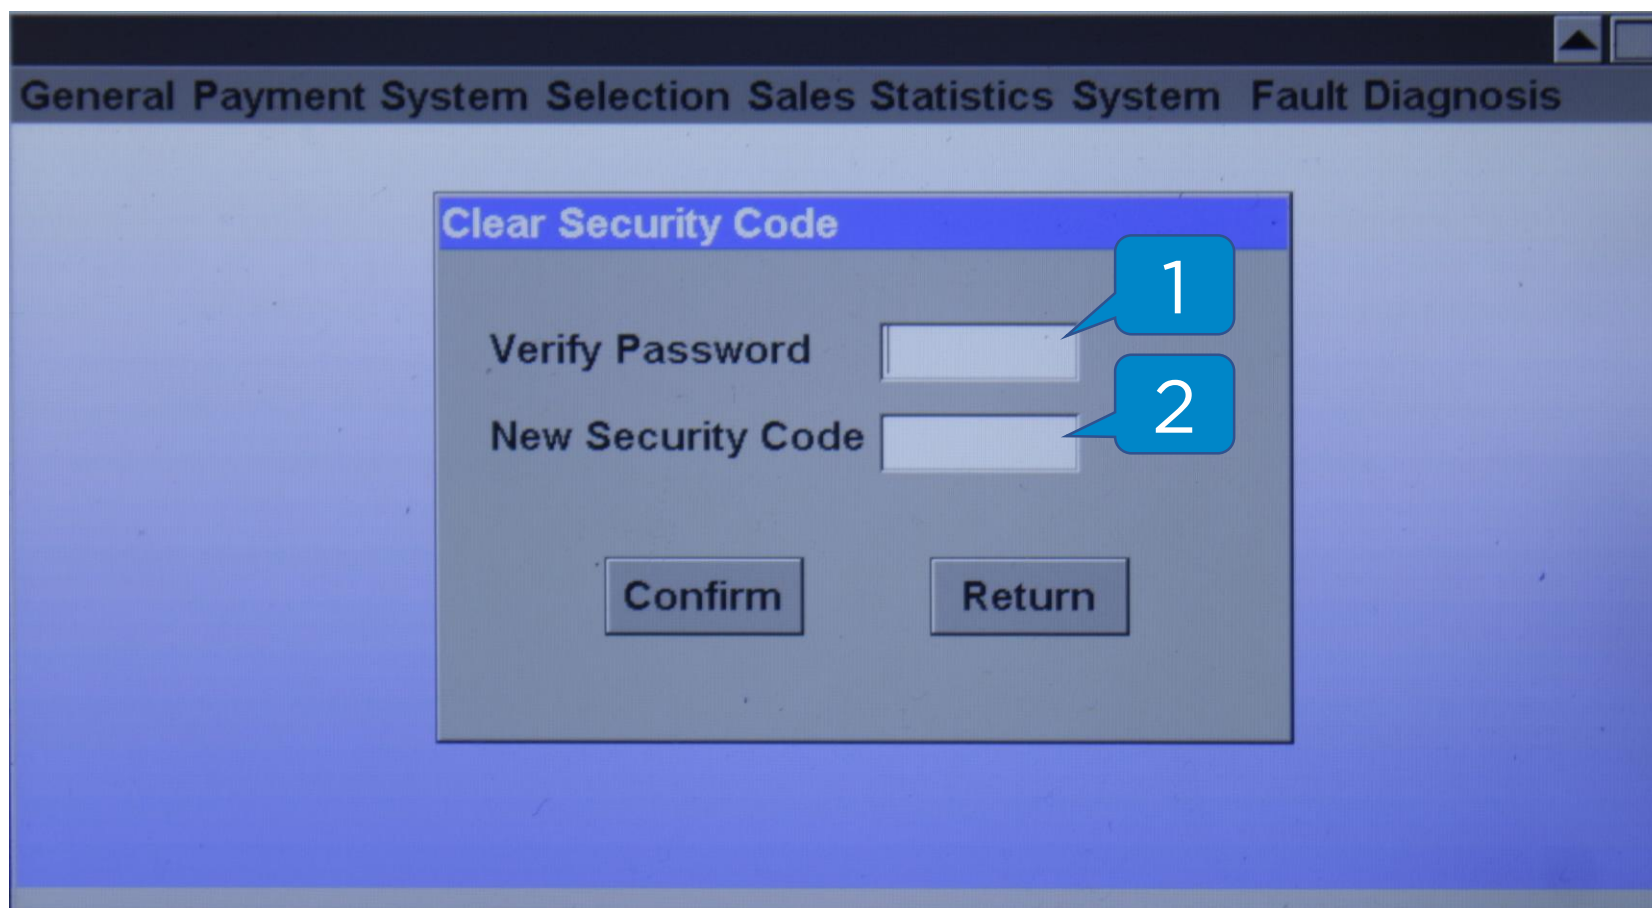 General Payment System Selection Sales Statistics System Fault Diagnosis
Clear Security Code
1
Verify Password
2
New Security Code
Confirm Return